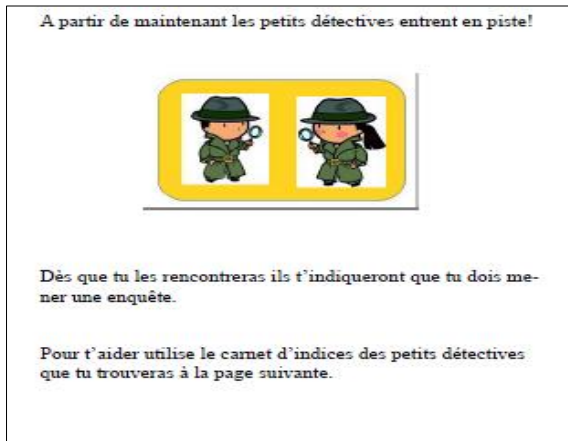 A partir de maintenant les petits détectives entrent en piste!
Dès que tu les rencontreras ils t'indiqueront que tu dois me-
ner une enquête.
Pour t'aider utilise le carnet d'indices des petits détectives
que tu trouveras à la page suivante.